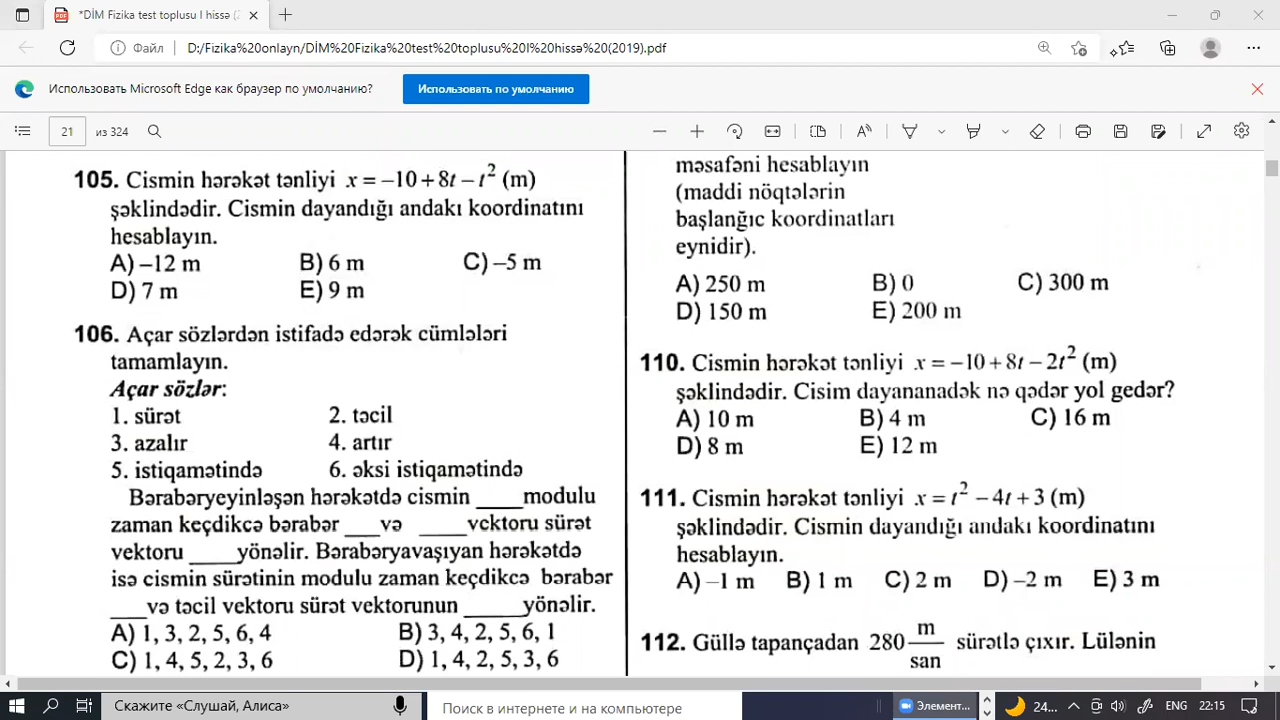 *DİM Fizika test toplusu I hissə (2
Файл
D:/Fizika%20onlayn/DİM%20Fizika%20test%20toplusu%20I%20hissə%20(2019).pdf
Использовать Microsoft Edge как браузер по умолчанию?
Использовать по умолчанию
21 из 324
105. Cismin hərəkət tənliyi x = −10 + 8t − t² (m)
şəklindədir. Cismin dayandığı andakı koordinatını
hesablayın.
A) –12 m B) 6 m C) –5 m
D) 7 m E) 9 m
106. Açar sözlərdən istifadə edərək cümlələri
tamamlayın.
Açar sözlər:
1. sürət 2. təcil
3. azalır 4. artır
5. istiqamətində 6. əksi istiqamətində
Bərabəryeyinləşən hərəkətdə cismin ____ modulu
zaman keçdikcə bərabər ___və ____vektoru sürət
vektoru ____yönəlir. Bərabəryavaşıyan hərəkətdə
isə cismin sürətinin modulu zaman keçdikcə bərabər
___və təcil vektoru sürət vektorunun _____yönəlir.
A) 1, 3, 2, 5, 6, 4 B) 3, 4, 2, 5, 6, 1
C) 1, 4, 5, 2, 3, 6 D) 1, 4, 2, 5, 3, 6
məsafəni hesablayın
(maddi nöqtələrin
başlanğıc koordinatları
eynidir).
A) 250 m B) 0 C) 300 m
D) 150 m E) 200 m
110. Cismin hərəkət tənliyi x = −10 + 8t − 2t² (m)
şəklindədir. Cisim dayananadək nə qədər yol gedər?
A) 10 m B) 4 m C) 16 m
D) 8 m E) 12 m
111. Cismin hərəkət tənliyi x = t² − 4t + 3 (m)
şəklindədir. Cismin dayandığı andakı koordinatını
hesablayın.
A) –1 m B) 1 m C) 2 m D) –2 m E) 3 m
112. Güllə tapançadan 280 m/san sürətlə çıxır. Lülənin
Скажите «Слушай, Алиса»
Поиск в интернете и на компьютере
Элемент...
24...
ENG
22:15